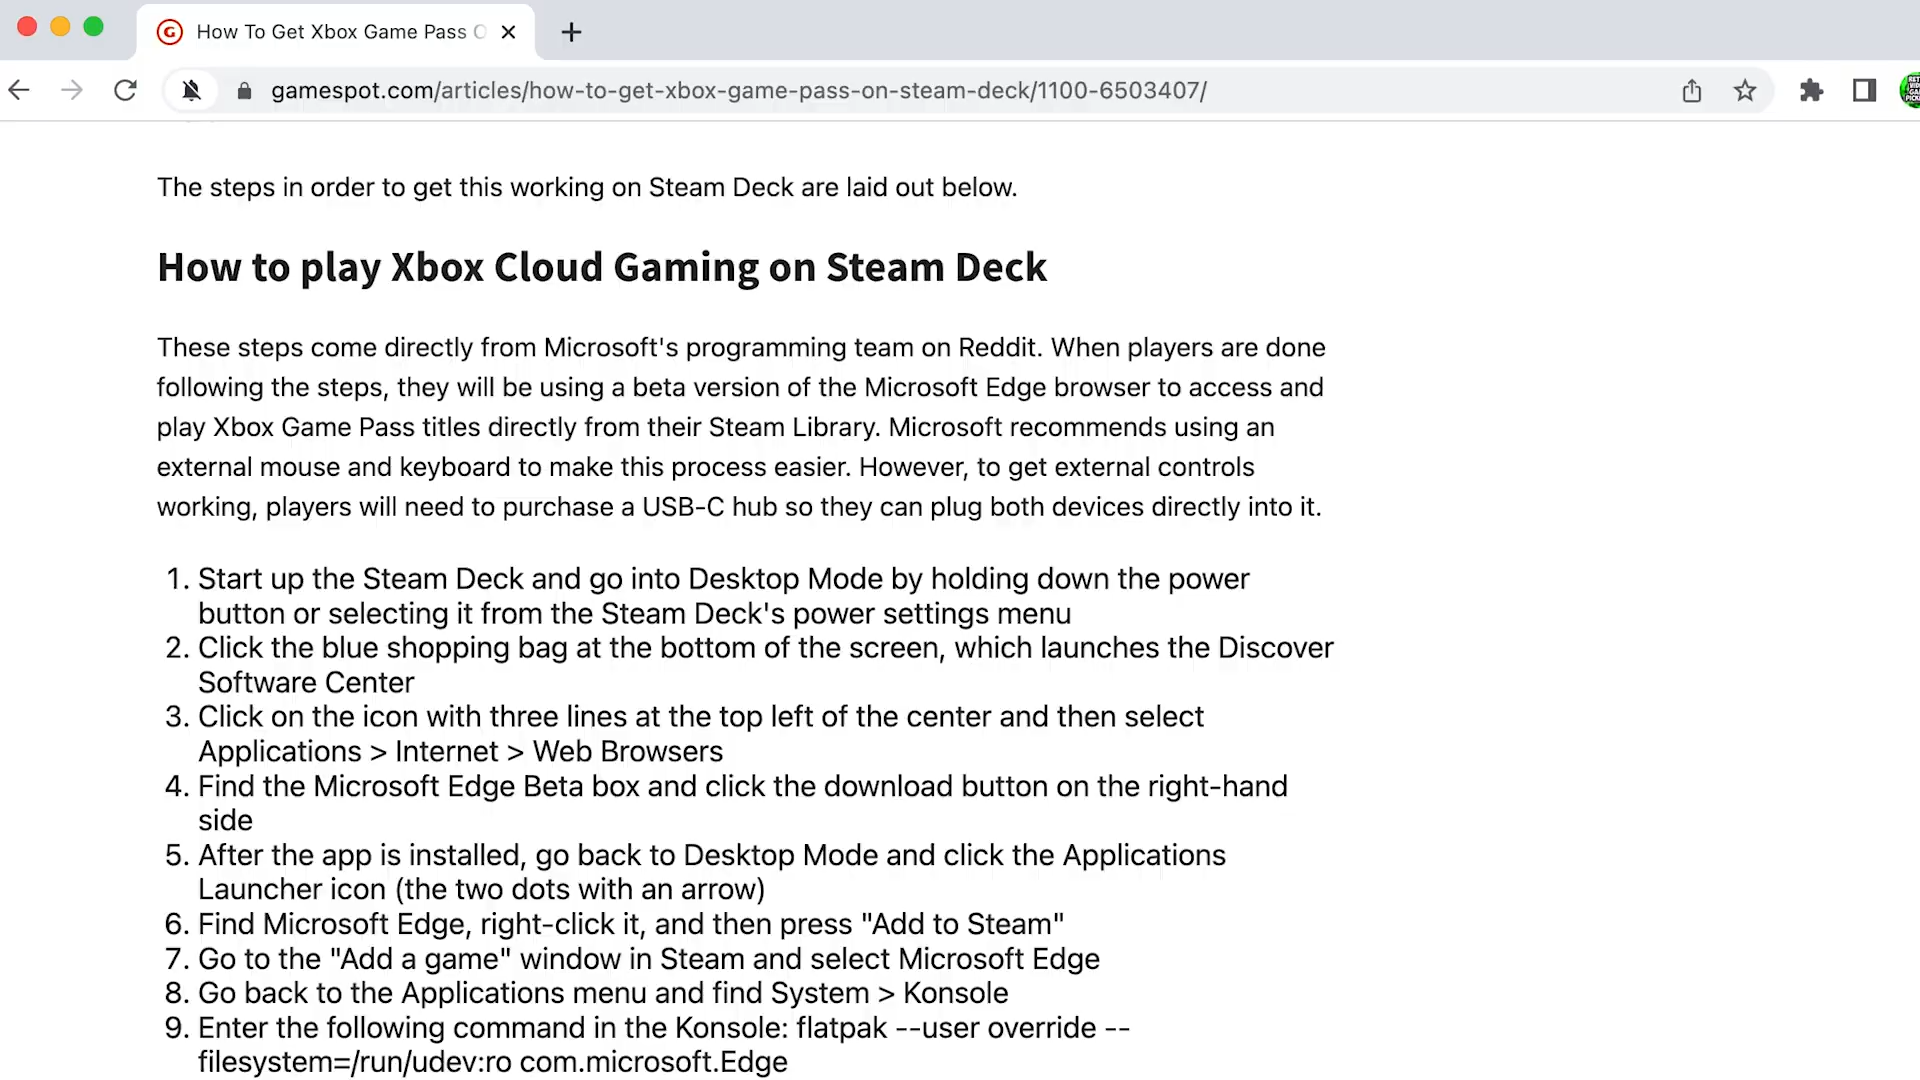 How To Get Xbox Game Pass O
gamespot.com/articles/how-to-get-xbox-game-pass-on-steam-deck/1100-6503407/
The steps in order to get this working on Steam Deck are laid out below.
How to play Xbox Cloud Gaming on Steam Deck
These steps come directly from Microsoft's programming team on Reddit. When players are done
following the steps, they will be using a beta version of the Microsoft Edge browser to access and
play Xbox Game Pass titles directly from their Steam Library. Microsoft recommends using an
external mouse and keyboard to make this process easier. However, to get external controls
working, players will need to purchase a USB-C hub so they can plug both devices directly into it.
1. Start up the Steam Deck and go into Desktop Mode by holding down the power
button or selecting it from the Steam Deck's power settings menu
2. Click the blue shopping bag at the bottom of the screen, which launches the Discover
Software Center
3. Click on the icon with three lines at the top left of the center and then select
Applications > Internet > Web Browsers
4. Find the Microsoft Edge Beta box and click the download button on the right-hand
side
5. After the app is installed, go back to Desktop Mode and click the Applications
Launcher icon (the two dots with an arrow)
6. Find Microsoft Edge, right-click it, and then press "Add to Steam"
7. Go to the "Add a game" window in Steam and select Microsoft Edge
8. Go back to the Applications menu and find System > Konsole
9. Enter the following command in the Konsole: flatpak --user override --
filesystem=/run/udev:ro com.microsoft.Edge